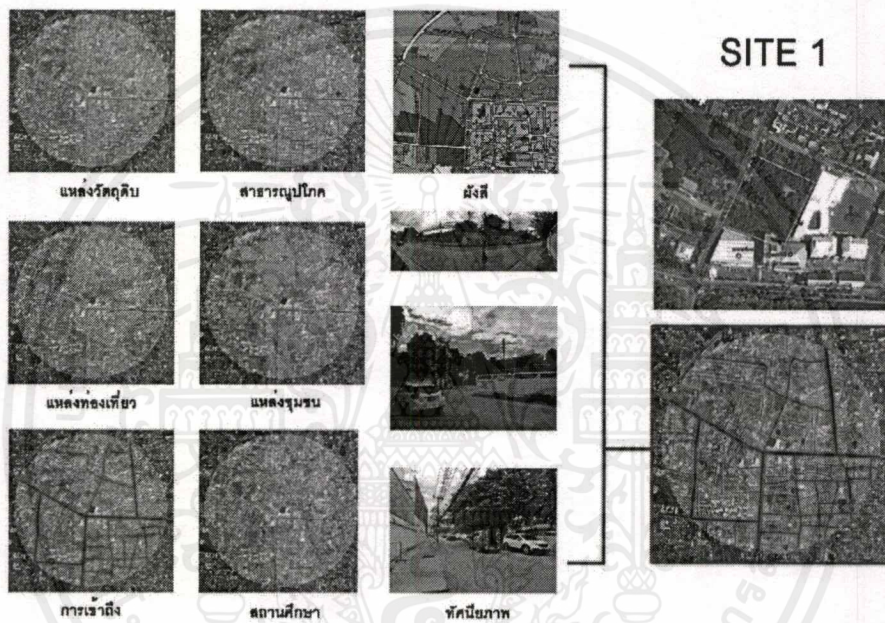 SITE 1
แหล่งวัตถุดิบ
สาธารณูปโภค
ผังสี
แหล่งท่องเที่ยว
แหล่งชุมชน
การเข้าถึง
สถานศึกษา
ทัศนียภาพ